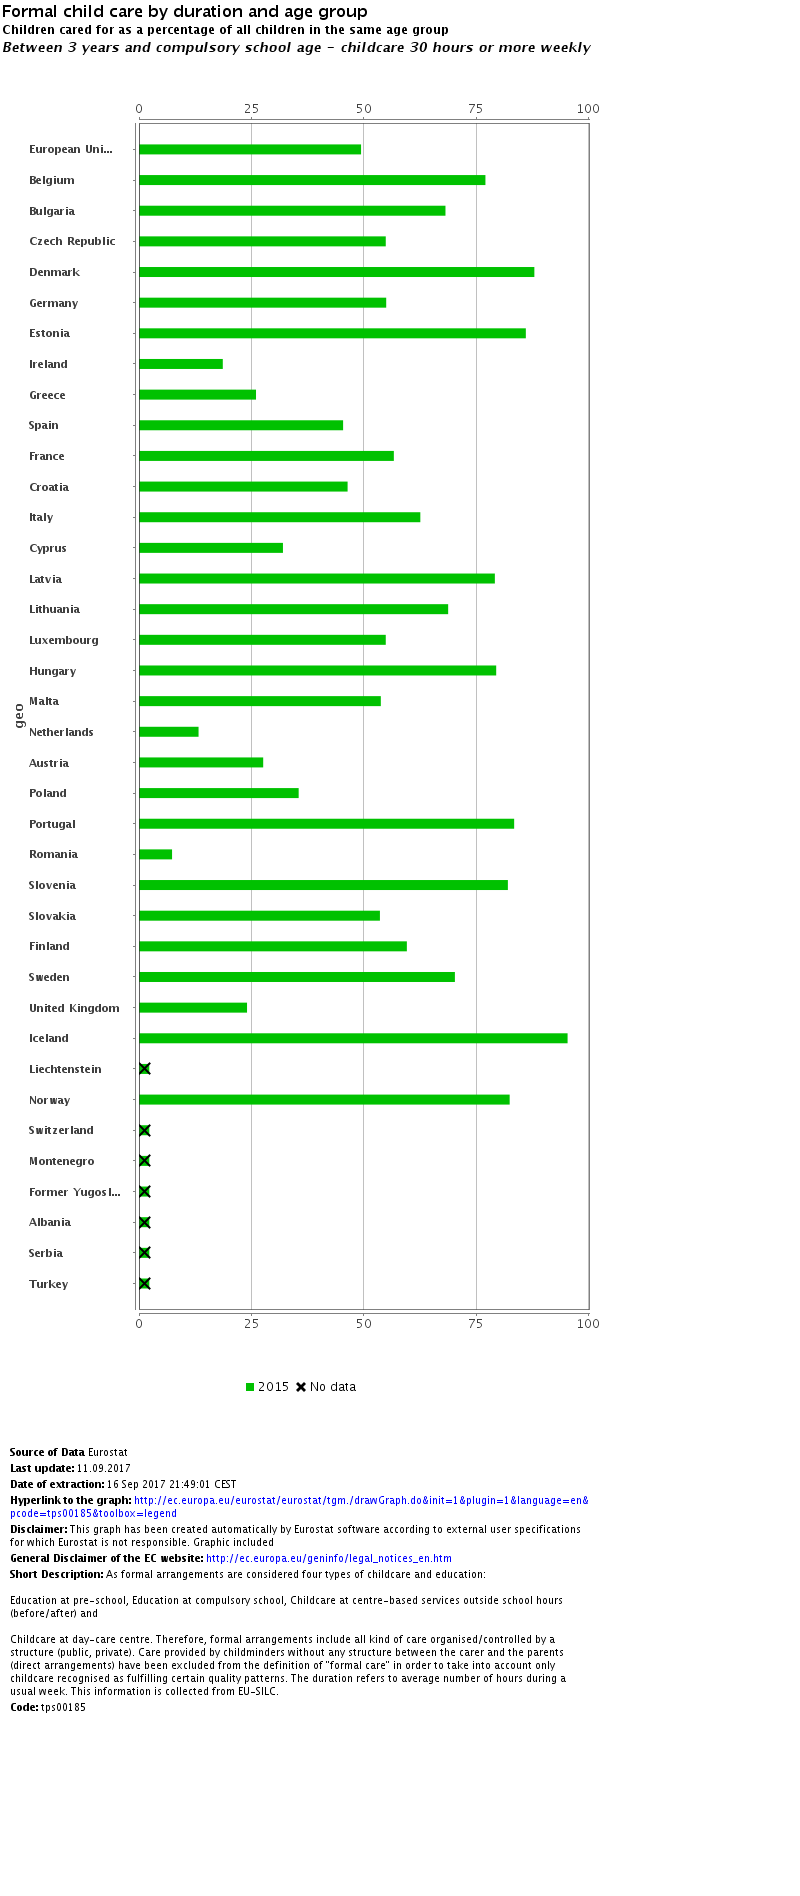 Formal child care by duration and age group
Children cared for as a percentage of all children in the same age group
Between 3 years and compulsory school age – childcare 30 hours or more weekly
0 25 50 75 100
European Uni...
Belgium
Bulgaria
Czech Republic
Denmark
Germany
Estonia
Ireland
Greece
Spain
France
Croatia
Italy
Cyprus
Latvia
Lithuania
Luxembourg
Hungary
Malta
geo
Netherlands
Austria
Poland
Portugal
Romania
Slovenia
Slovakia
Finland
Sweden
United Kingdom
Iceland
Liechtenstein
Norway
Switzerland
Montenegro
Former Yugosl...
Albania
Serbia
Turkey
0 25 50 75 100
2015 No data
Source of Data Eurostat
Last update: 11.09.2017
Date of extraction: 16 Sep 2017 21:49:01 CEST
Hyperlink to the graph: http://ec.europa.eu/eurostat/eurostat/tgm./drawGraph.do&init=1&plugin=1&language=en&
pcode=tps00185&toolbox=legend
Disclaimer: This graph has been created automatically by Eurostat software according to external user specifications
for which Eurostat is not responsible. Graphic included
General Disclaimer of the EC website: http://ec.europa.eu/geninfo/legal_notices_en.htm
Short Description: As formal arrangements are considered four types of childcare and education:
Education at pre-school, Education at compulsory school, Childcare at centre-based services outside school hours
(before/after) and
Childcare at day-care centre. Therefore, formal arrangements include all kind of care organised/controlled by a
structure (public, private). Care provided by childminders without any structure between the carer and the parents
(direct arrangements) have been excluded from the definition of "formal care" in order to take into account only
childcare recognised as fulfilling certain quality patterns. The duration refers to average number of hours during a
usual week. This information is collected from EU-SILC.
Code: tps00185